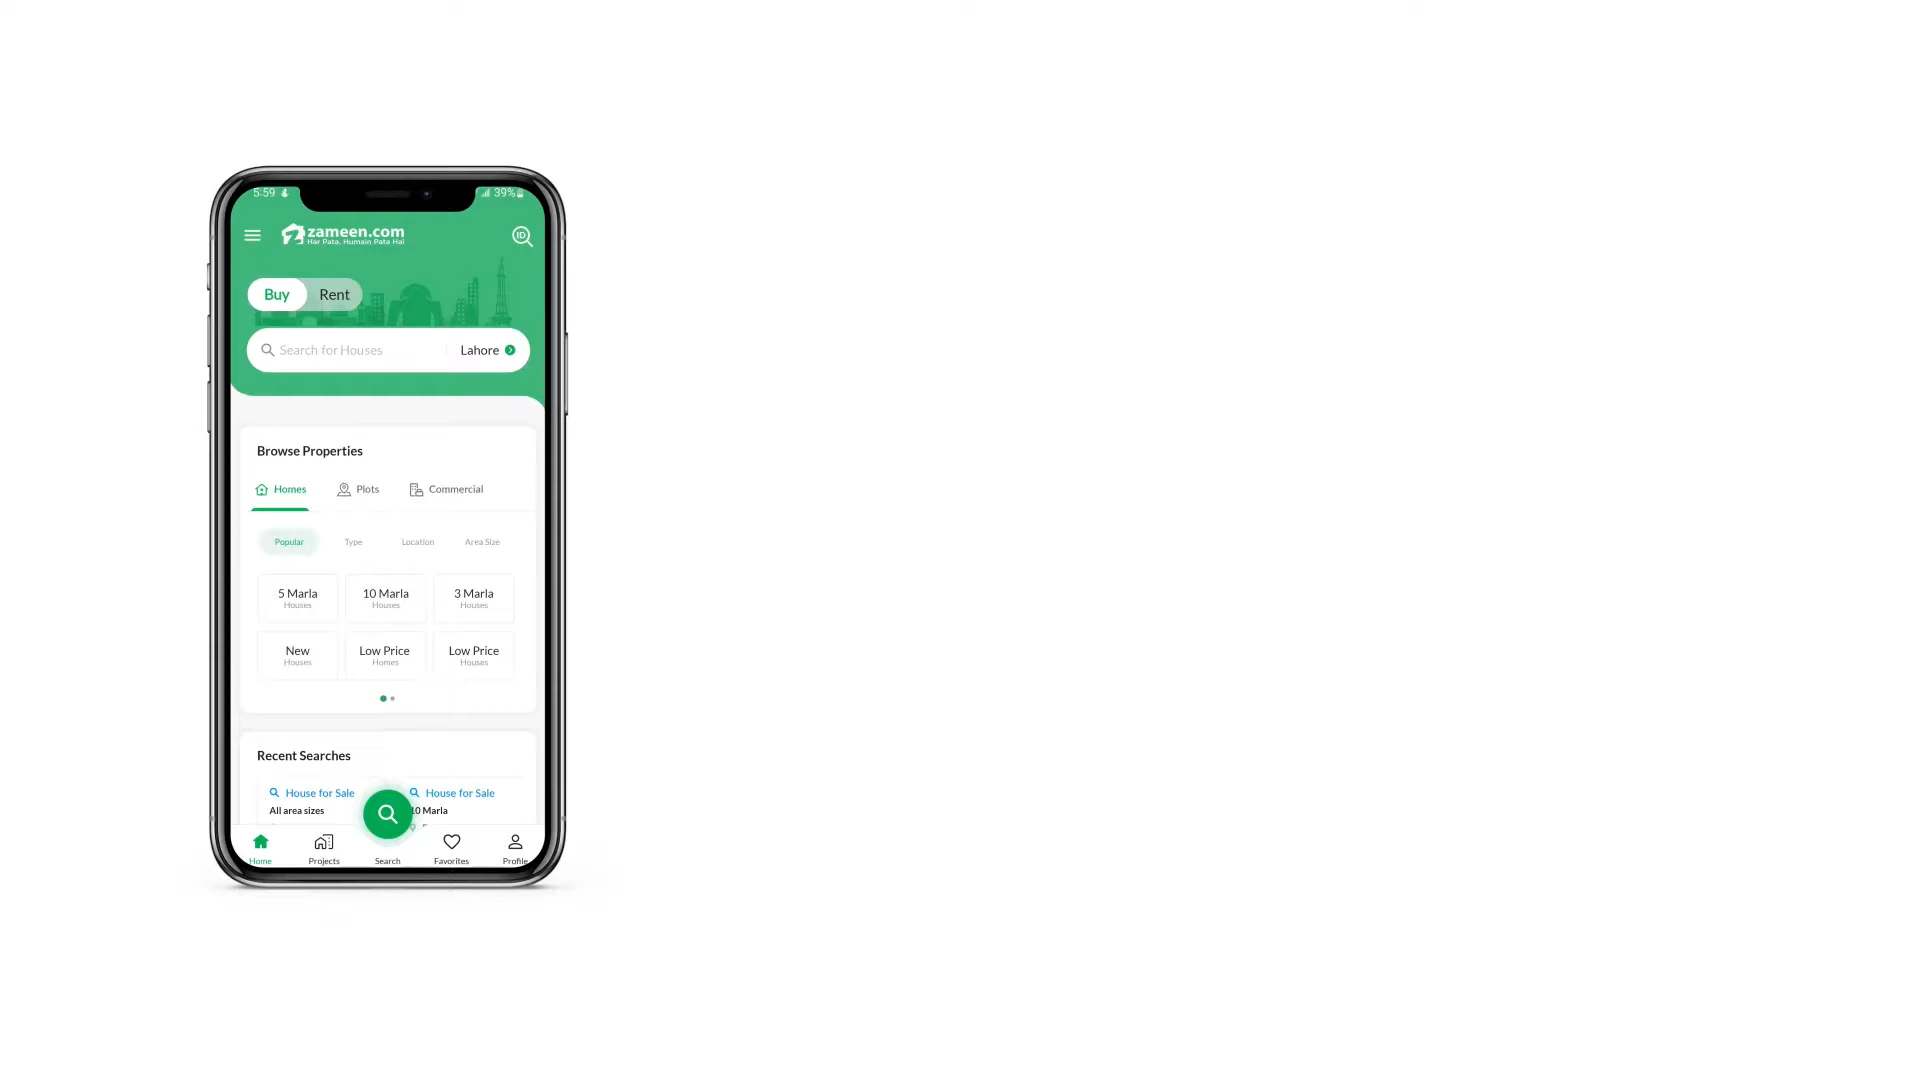 5:59
39%
zameen.com
Har Pata, Humain Pata Hai
ID
Buy Rent
Search for Houses Lahore
Browse Properties
Homes Plots Commercial
Popular Type Location Area Size
5 Marla 10 Marla 3 Marla
Houses Houses Houses
New Low Price Low Price
Houses Homes Houses
Recent Searches
House for Sale House for Sale
All area sizes 10 Marla
Home Projects Search Favorites Profile